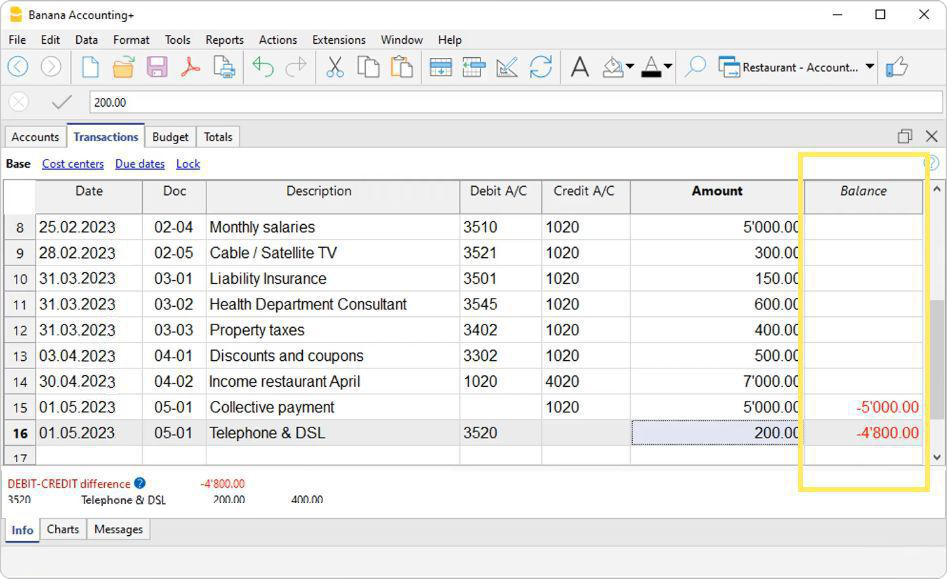 Banana Accounting+
File Edit Data Format Tools Reports Actions Extensions Window Help
Restaurant - Account...
200.00
Accounts Transactions Budget Totals
Base Cost centers Due dates Lock
Date Doc Description Debit A/C Credit A/C Amount Balance
8 25.02.2023 02-04 Monthly salaries 3510 1020 5'000.00
9 28.02.2023 02-05 Cable / Satellite TV 3521 1020 300.00
10 31.03.2023 03-01 Liability Insurance 3501 1020 150.00
11 31.03.2023 03-02 Health Department Consultant 3545 1020 600.00
12 31.03.2023 03-03 Property taxes 3402 1020 400.00
13 03.04.2023 04-01 Discounts and coupons 3302 1020 500.00
14 30.04.2023 04-02 Income restaurant April 1020 4020 7'000.00
15 01.05.2023 05-01 Collective payment 1020 5'000.00 -5'000.00
16 01.05.2023 05-01 Telephone & DSL 3520 200.00 -4'800.00
17
DEBIT-CREDIT difference ? -4'800.00
3520 Telephone & DSL 200.00 400.00
Info Charts Messages